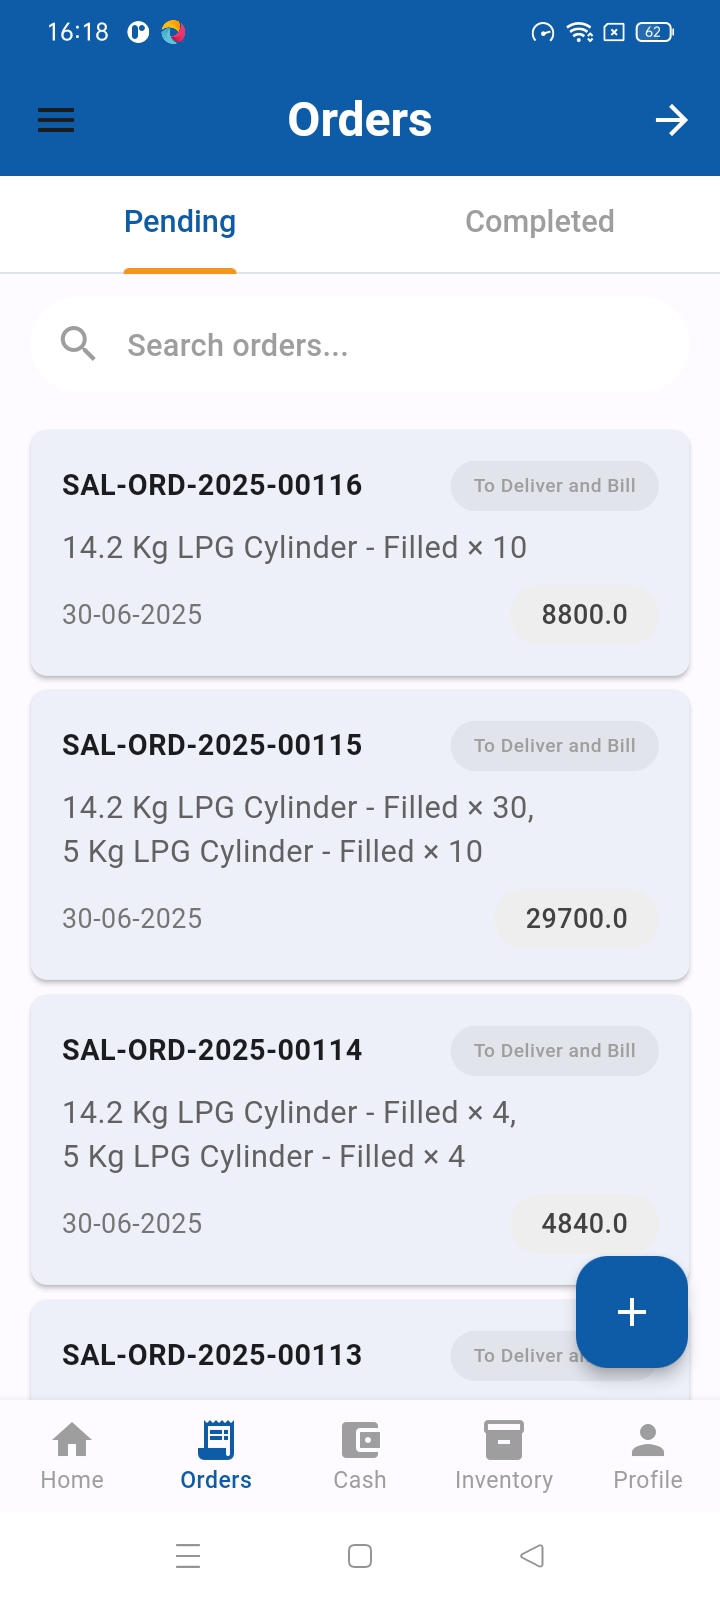 16:18
62
Orders
Pending
Completed
Search orders...
SAL-ORD-2025-00116
To Deliver and Bill
14.2 Kg LPG Cylinder - Filled × 10
30-06-2025
8800.0
SAL-ORD-2025-00115
To Deliver and Bill
14.2 Kg LPG Cylinder - Filled × 30,
5 Kg LPG Cylinder - Filled × 10
30-06-2025
29700.0
SAL-ORD-2025-00114
To Deliver and Bill
14.2 Kg LPG Cylinder - Filled × 4,
5 Kg LPG Cylinder - Filled × 4
30-06-2025
4840.0
SAL-ORD-2025-00113
To Deliver
Home
Orders
Cash
Inventory
Profile